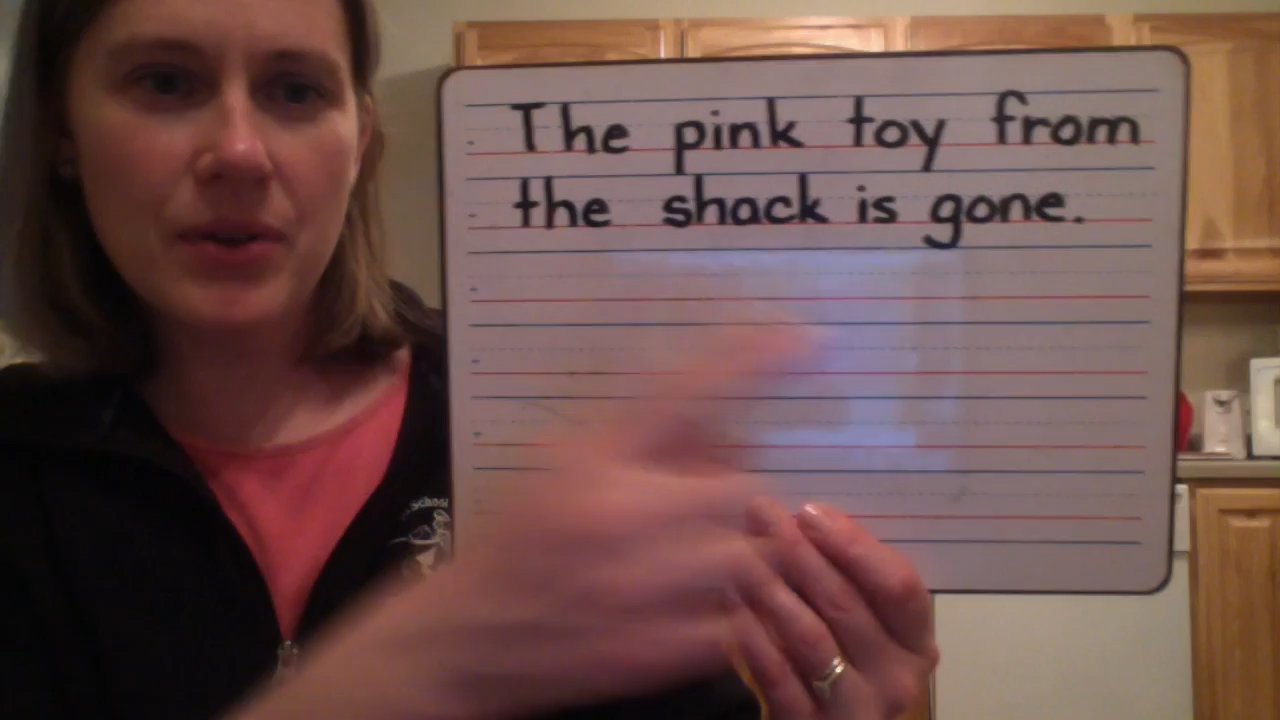 The pink toy from
the shack is gone.